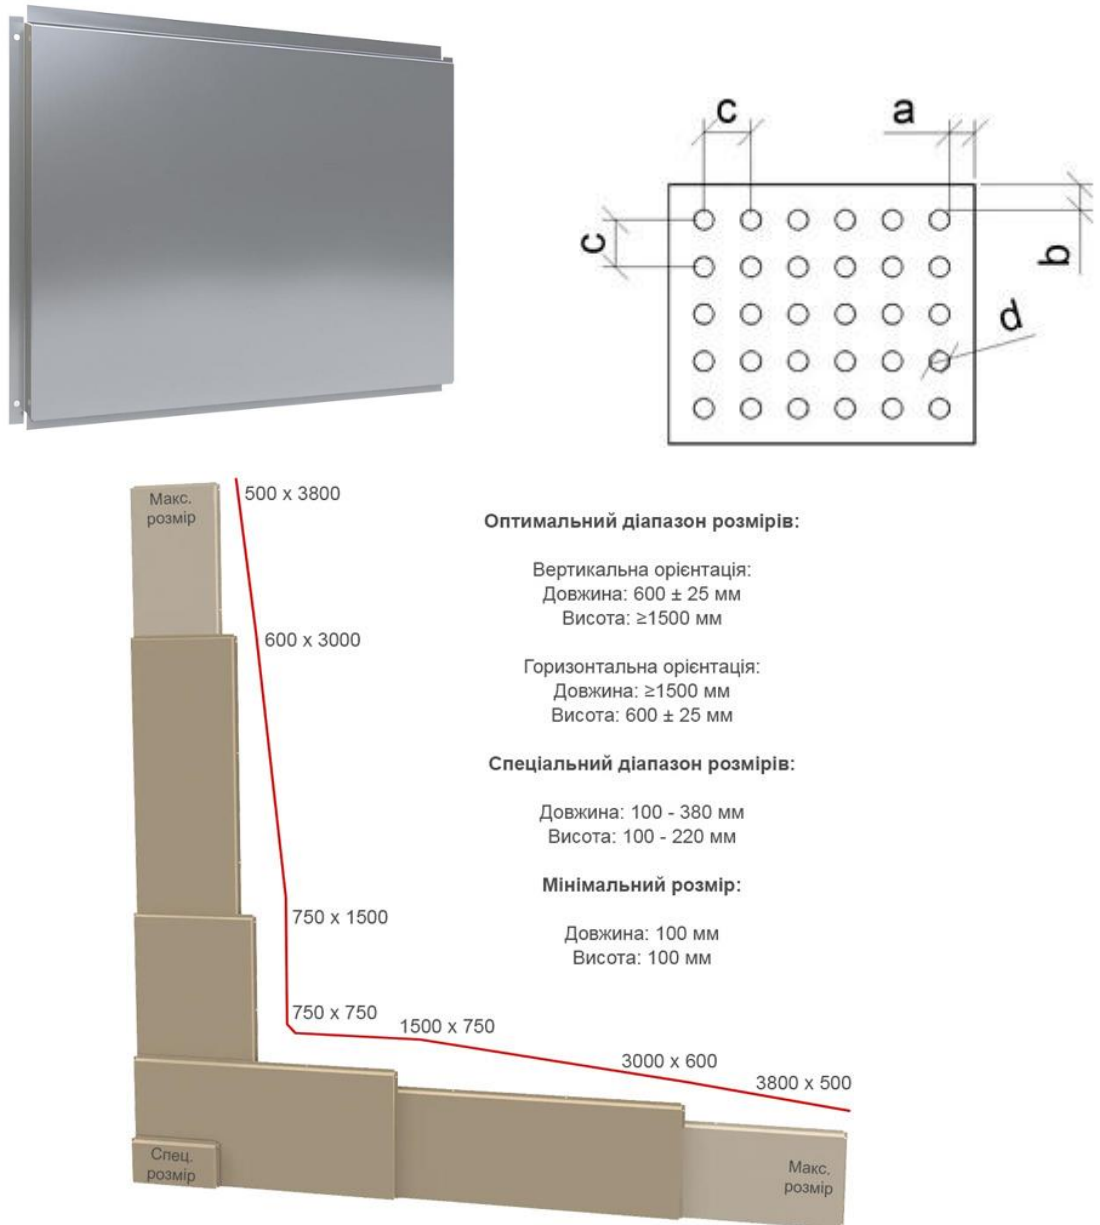 c
a
c
b
d
Макс.
розмір
500 x 3800
600 x 3000
750 x 1500
750 x 750
1500 x 750
3000 x 600
3800 x 500
Спец.
розмір
Макс.
розмір
Оптимальний діапазон розмірів:
Вертикальна орієнтація:
Довжина: 600 ± 25 мм
Висота: ≥1500 мм
Горизонтальна орієнтація:
Довжина: ≥1500 мм
Висота: 600 ± 25 мм
Спеціальний діапазон розмірів:
Довжина: 100 - 380 мм
Висота: 100 - 220 мм
Мінімальний розмір:
Довжина: 100 мм
Висота: 100 мм